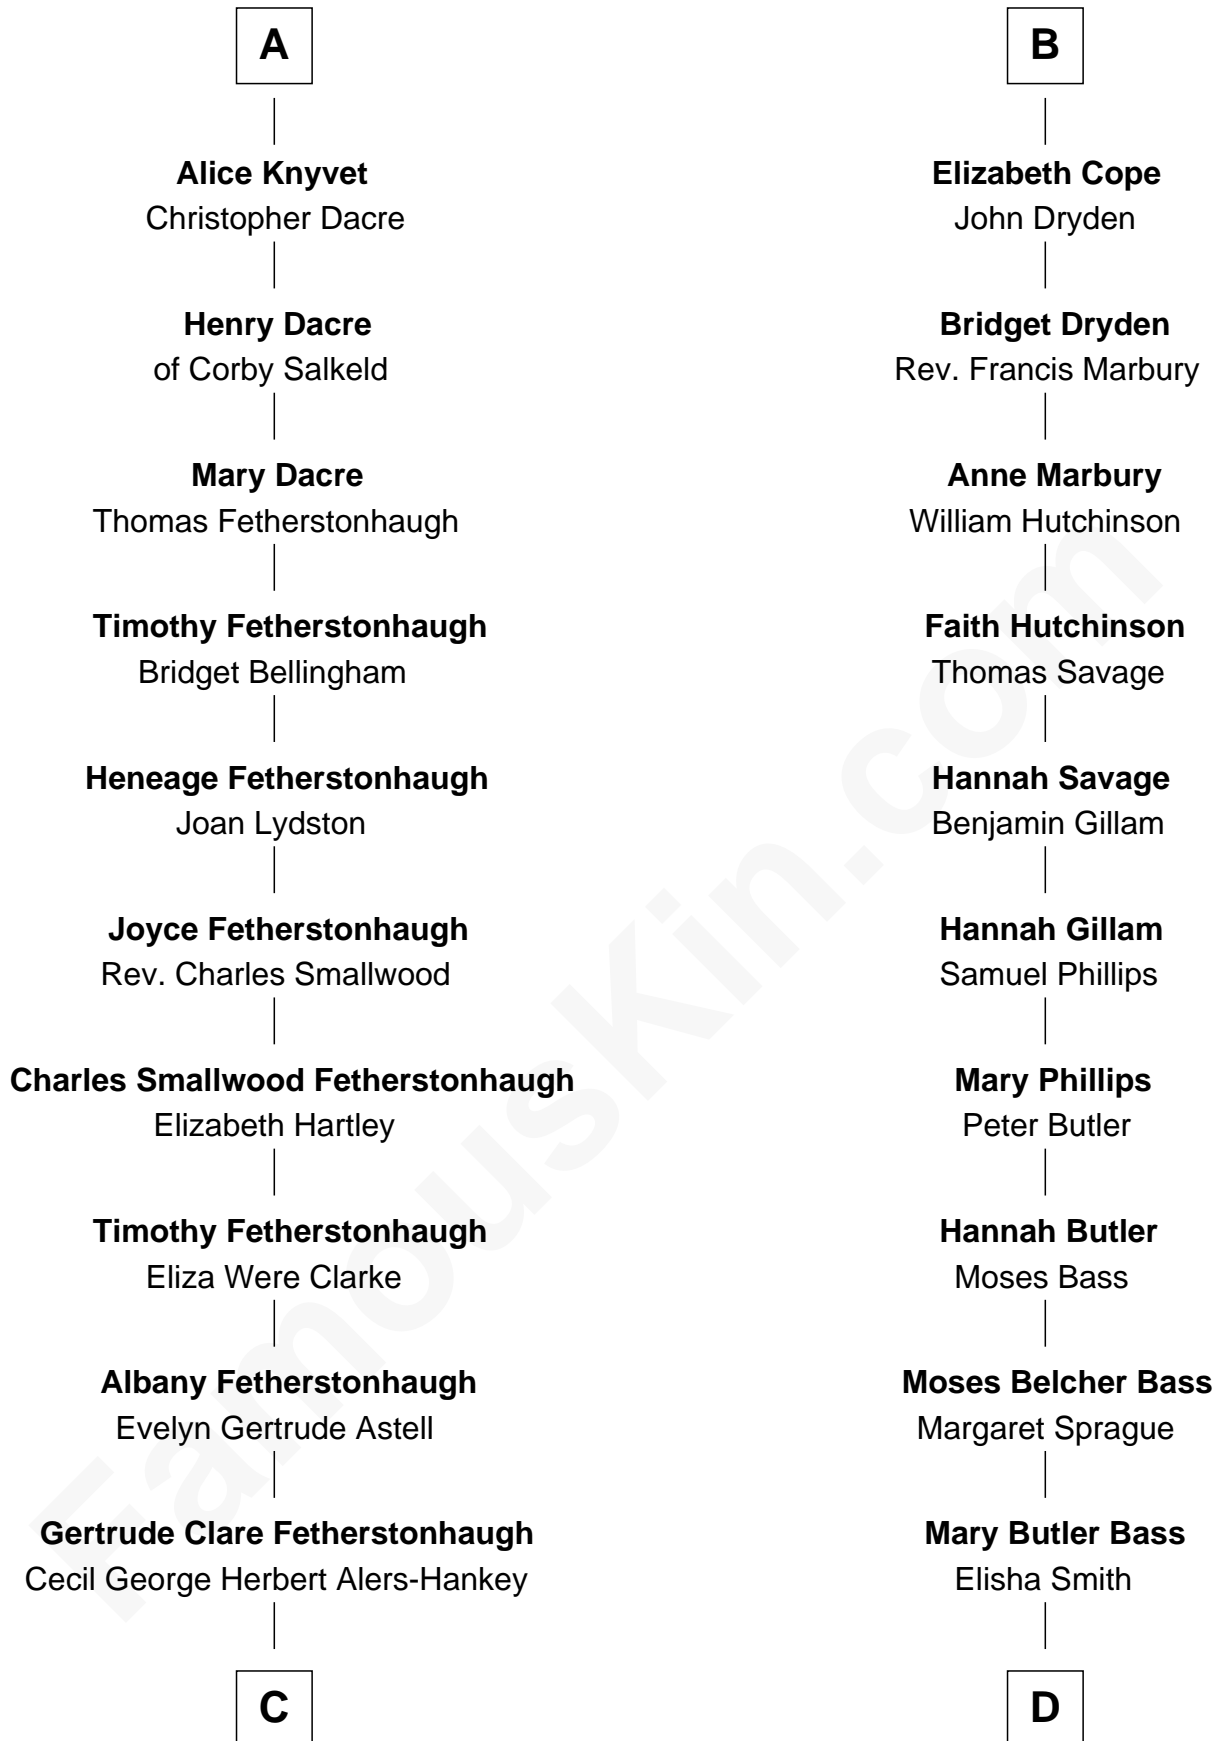 A
Alice Knyvet
Christopher Dacre
Henry Dacre
of Corby Salkeld
Mary Dacre
Thomas Fetherstonhaugh
Timothy Fetherstonhaugh
Bridget Bellingham
Heneage Fetherstonhaugh
Joan Lydston
Joyce Fetherstonhaugh
Rev. Charles Smallwood
Charles Smallwood Fetherstonhaugh
Elizabeth Hartley
Timothy Fetherstonhaugh
Eliza Were Clarke
Albany Fetherstonhaugh
Evelyn Gertrude Astell
Gertrude Clare Fetherstonhaugh
Cecil George Herbert Alers-Hankey
C
B
Elizabeth Cope
John Dryden
Bridget Dryden
Rev. Francis Marbury
Anne Marbury
William Hutchinson
Faith Hutchinson
Thomas Savage
Hannah Savage
Benjamin Gillam
Hannah Gillam
Samuel Phillips
Mary Phillips
Peter Butler
Hannah Butler
Moses Bass
Moses Belcher Bass
Margaret Sprague
Mary Butler Bass
Elisha Smith
D
FamousKin.com